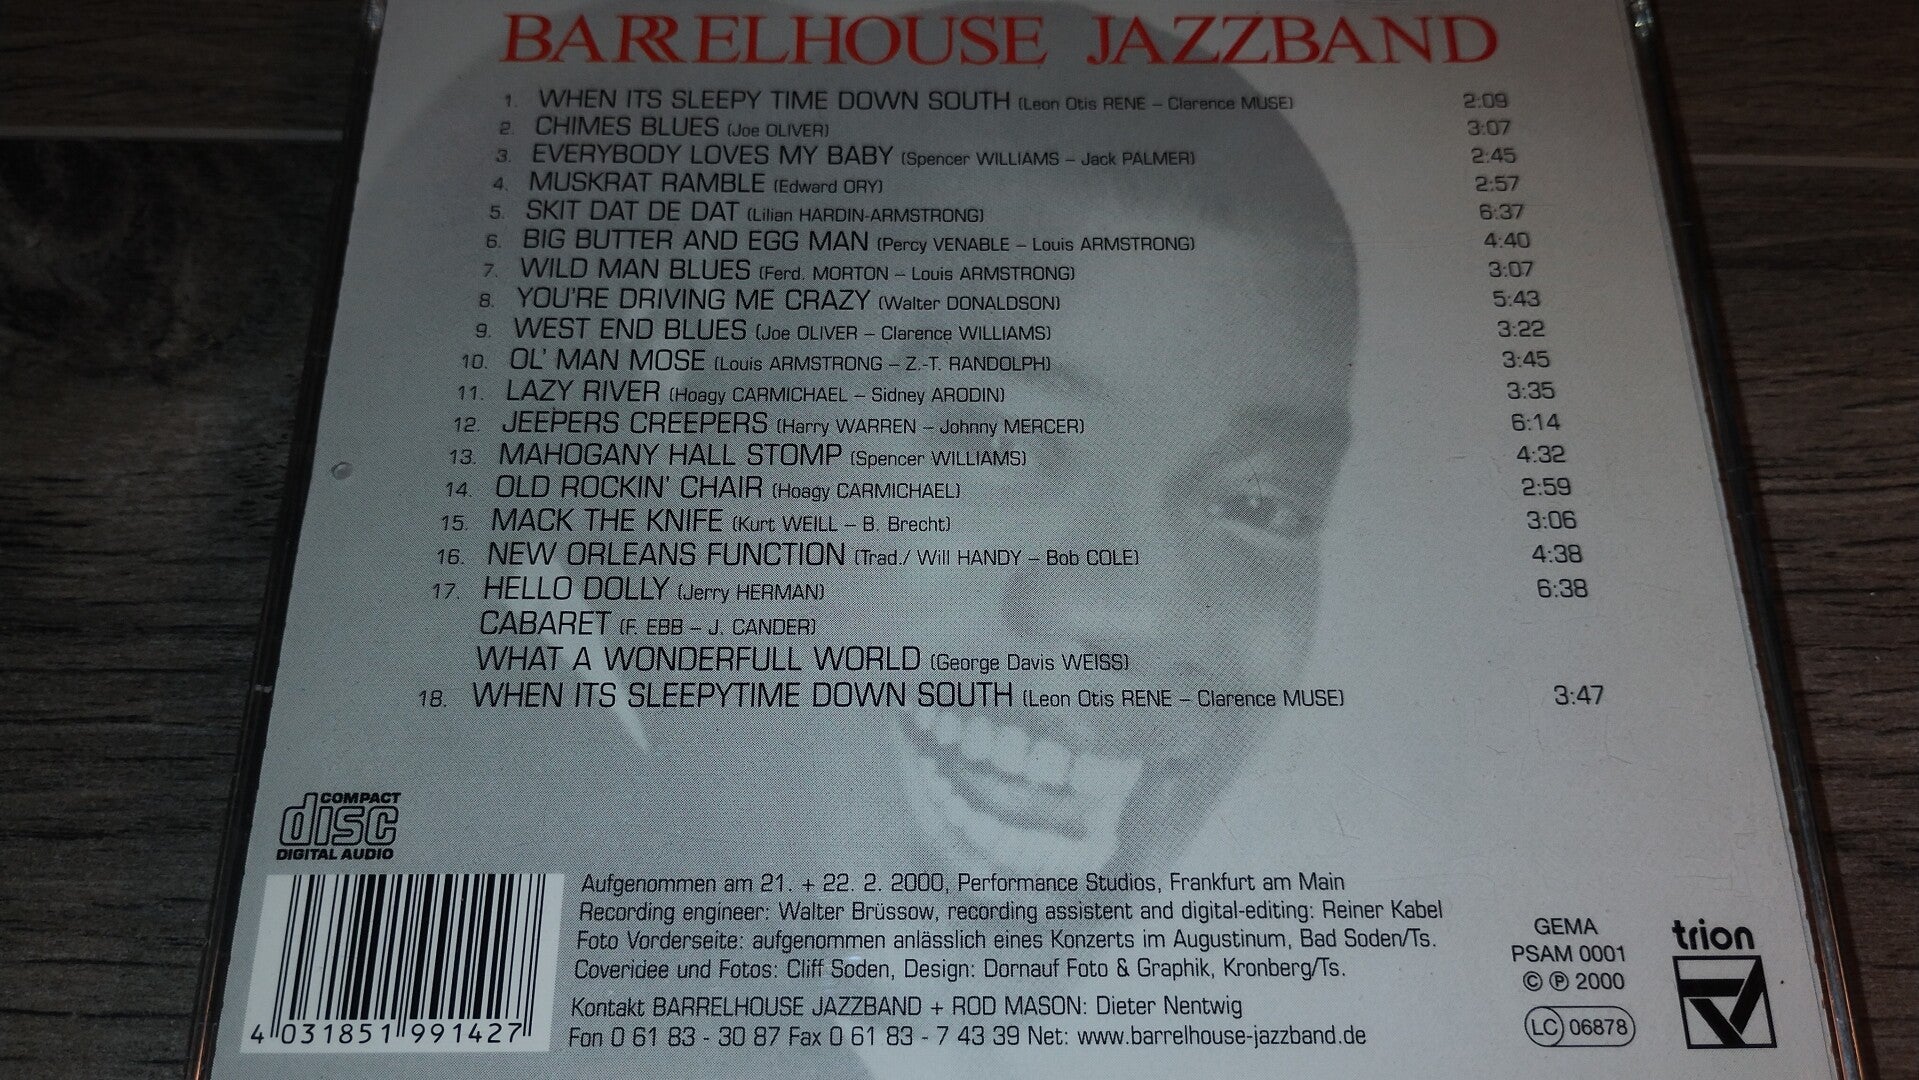 BARRELHOUSE JAZZBAND
1. WHEN ITS SLEEPY TIME DOWN SOUTH (Leon Otis RENE – Clarence MUSE) 2:09
2. CHIMES BLUES (Joe OLIVER) 3:07
3. EVERYBODY LOVES MY BABY (Spencer WILLIAMS – Jack PALMER) 2:45
4. MUSKRAT RAMBLE (Edward ORY) 2:57
5. SKIT DAT DE DAT (Lilian HARDIN-ARMSTRONG) 6:37
6. BIG BUTTER AND EGG MAN (Percy VENABLE – Louis ARMSTRONG) 4:40
7. WILD MAN BLUES (Ferd. MORTON – Louis ARMSTRONG) 3:07
8. YOU'RE DRIVING ME CRAZY (Walter DONALDSON) 5:43
9. WEST END BLUES (Joe OLIVER – Clarence WILLIAMS) 3:22
10. OL' MAN MOSE (Louis ARMSTRONG – Z.-T. RANDOLPH) 3:45
11. LAZY RIVER (Hoagy CARMICHAEL – Sidney ARODIN) 3:35
12. JEEPERS CREEPERS (Harry WARREN – Johnny MERCER) 6:14
13. MAHOGANY HALL STOMP (Spencer WILLIAMS) 4:32
14. OLD ROCKIN' CHAIR (Hoagy CARMICHAEL) 2:59
15. MACK THE KNIFE (Kurt WEILL – B. Brecht) 3:06
16. NEW ORLEANS FUNCTION (Trad./ Will HANDY – Bob COLE) 4:38
17. HELLO DOLLY (Jerry HERMAN) 6:38
CABARET (F. EBB – J. CANDER)
WHAT A WONDERFULL WORLD (George Davis WEISS)
18. WHEN ITS SLEEPYTIME DOWN SOUTH (Leon Otis RENE – Clarence MUSE) 3:47
COMPACT
disc
DIGITAL AUDIO
4 031851 991427
Aufgenommen am 21. + 22. 2. 2000, Performance Studios, Frankfurt am Main
Recording engineer: Walter Brüssow, recording assistent and digital-editing: Reiner Kabel
Foto Vorderseite: aufgenommen anlässlich eines Konzerts im Augustinum, Bad Soden/Ts.
Coveridee und Fotos: Cliff Soden, Design: Dornauf Foto & Graphik, Kronberg/Ts.
Kontakt BARRELHOUSE JAZZBAND + ROD MASON: Dieter Nentwig
Fon 0 61 83 - 30 87 Fax 0 61 83 - 7 43 39 Net: www.barrelhouse-jazzband.de
GEMA
PSAM 0001
© ℗ 2000
LC 06878
trion